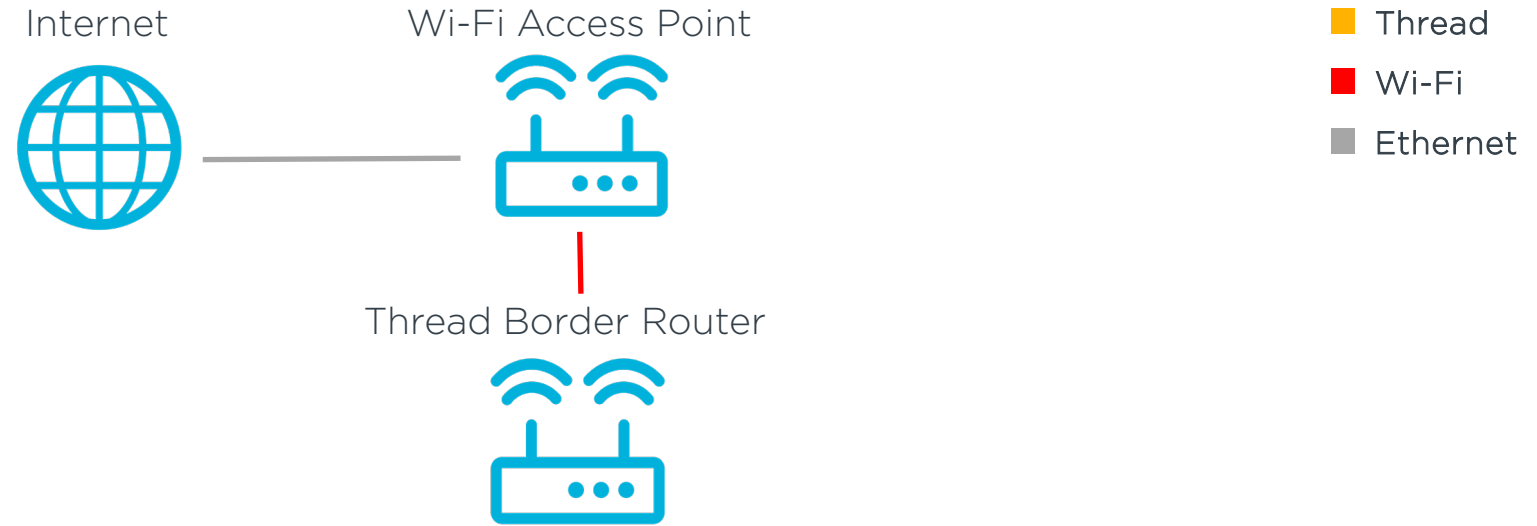 Internet
Wi-Fi Access Point
Thread
Wi-Fi
Ethernet
Thread Border Router